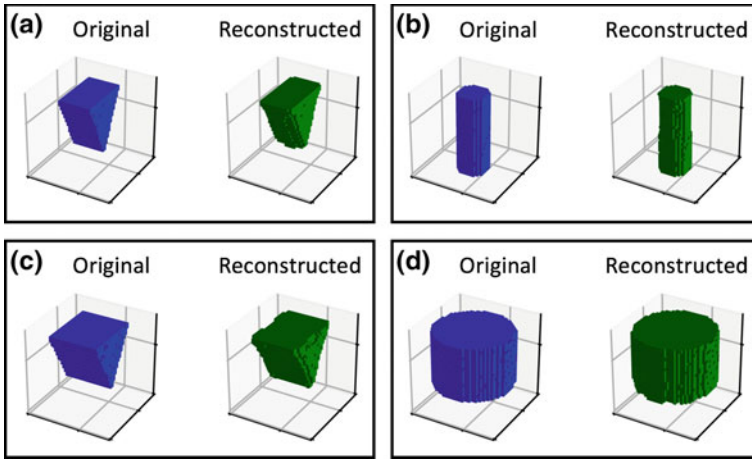 (a) Original Reconstructed
(b) Original Reconstructed
(c) Original Reconstructed
(d) Original Reconstructed